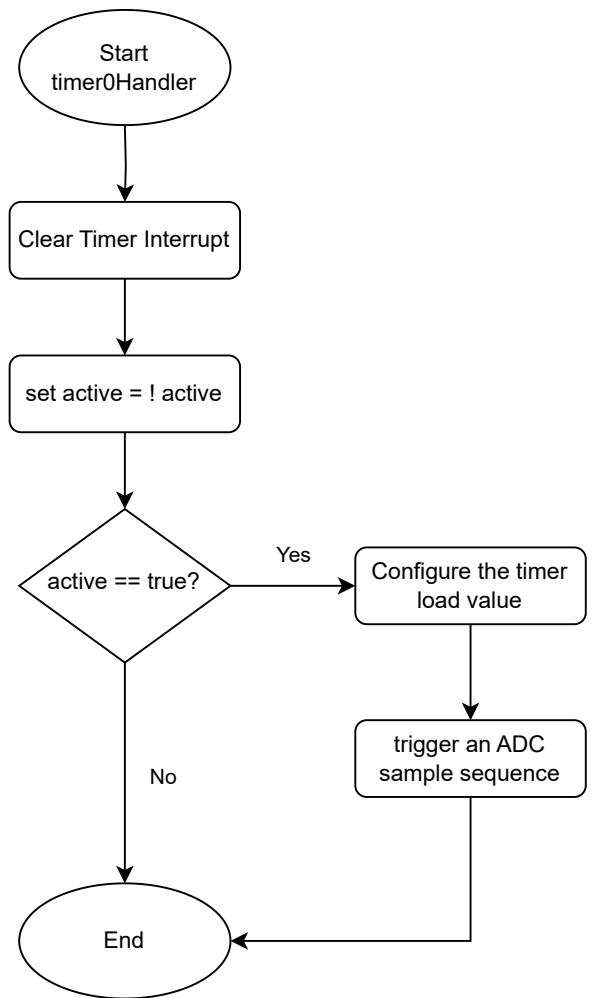 Start
timer0Handler
Clear Timer Interrupt
set active = ! active
active == true?
Yes
Configure the timer
load value
trigger an ADC
sample sequence
No
End